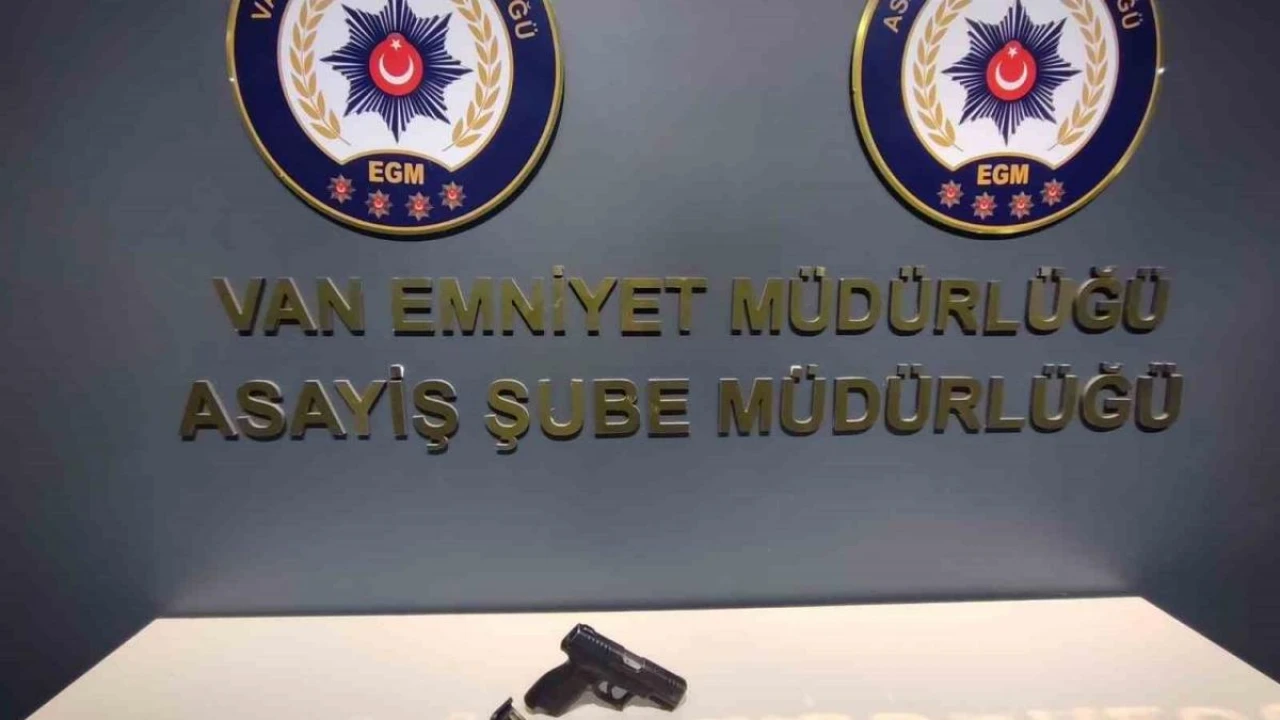 EGM
EGM
VAN EMNİYET MÜDÜRLÜĞÜ
ASAYİŞ ŞUBE MÜDÜRLÜĞÜ